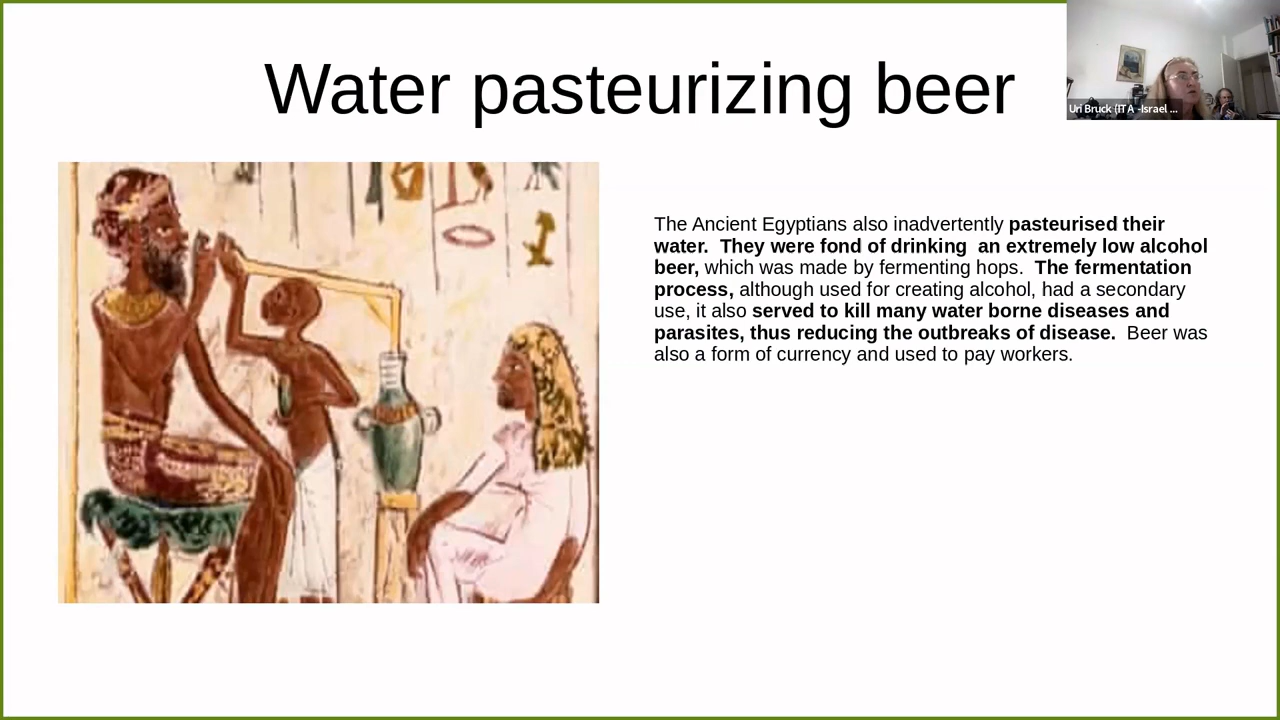 Water pasteurizing beer
Uri Bruck (ITA -Israel ...
The Ancient Egyptians also inadvertently pasteurised their
water.  They were fond of drinking  an extremely low alcohol
beer, which was made by fermenting hops.  The fermentation
process, although used for creating alcohol, had a secondary
use, it also served to kill many water borne diseases and
parasites, thus reducing the outbreaks of disease.  Beer was
also a form of currency and used to pay workers.